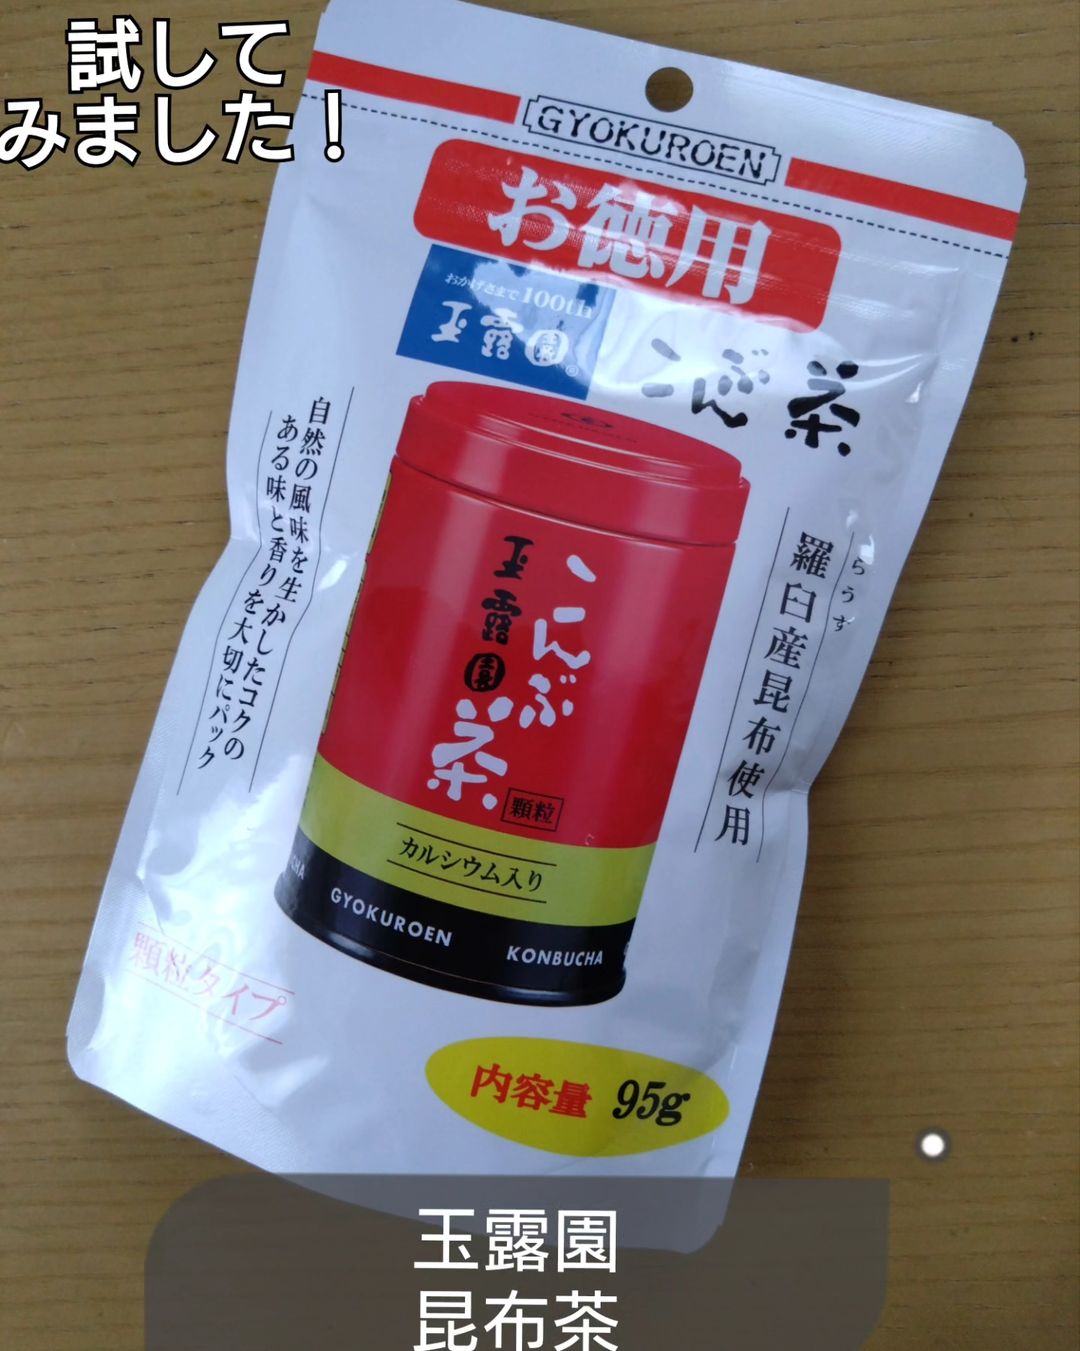 試して
みました！
GYOKUROEN
お徳用
おかげさまで100th
玉露園®
こんぶ茶
自然の風味を生かしたコクの
ある味と香りを大切にパック
らうす
羅臼産昆布使用
こんぶ茶
玉露園
顆粒
カルシウム入り
CHA
GYOKUROEN
KONBUCHA
顆粒タイプ
内容量 95g
玉露園
昆布茶